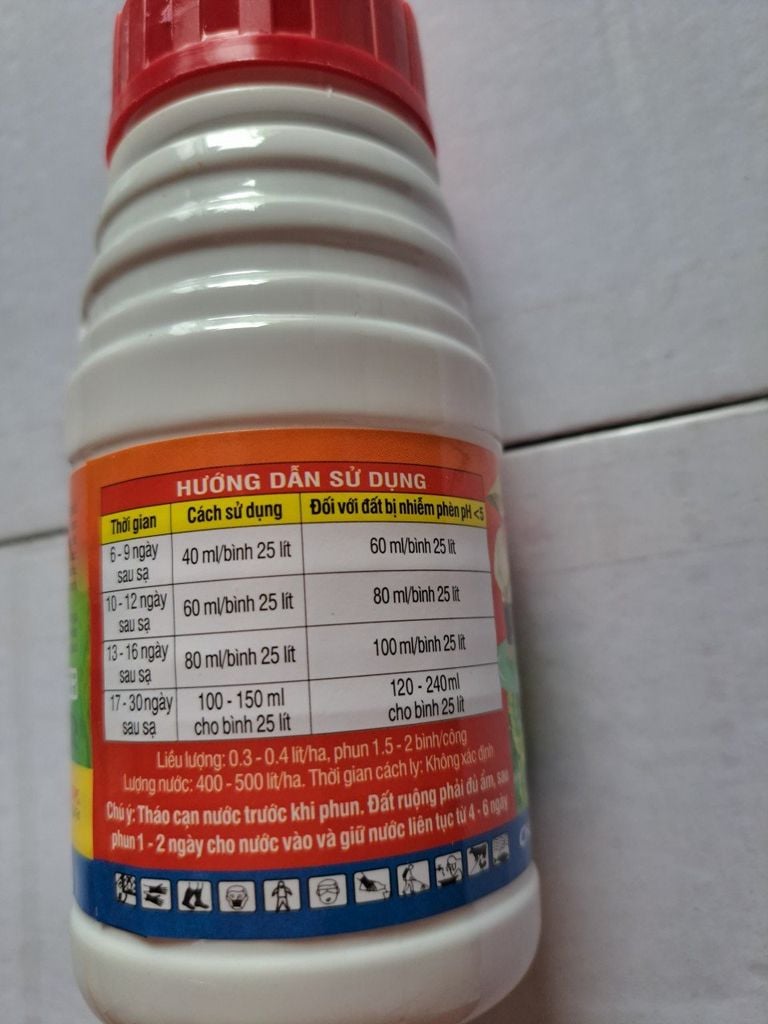 HƯỚNG DẪN SỬ DỤNG
Thời gian Cách sử dụng Đối với đất bị nhiễm phèn pH <5
6 - 9 ngày sau sạ 40 ml/bình 25 lít 60 ml/bình 25 lít
10 - 12 ngày sau sạ 60 ml/bình 25 lít 80 ml/bình 25 lít
13 - 16 ngày sau sạ 80 ml/bình 25 lít 100 ml/bình 25 lít
17 - 30 ngày sau sạ 100 - 150 ml cho bình 25 lít 120 - 240 ml cho bình 25 lít
Liều lượng: 0.3 - 0.4 lít/ha, phun 1.5 - 2 bình/công
Lượng nước: 400 - 500 lít/ha. Thời gian cách ly: Không xác định
Chú ý: Tháo cạn nước trước khi phun. Đất ruộng phải đủ ẩm, sau
phun 1 - 2 ngày cho nước vào và giữ nước liên tục từ 4 - 6 ngày